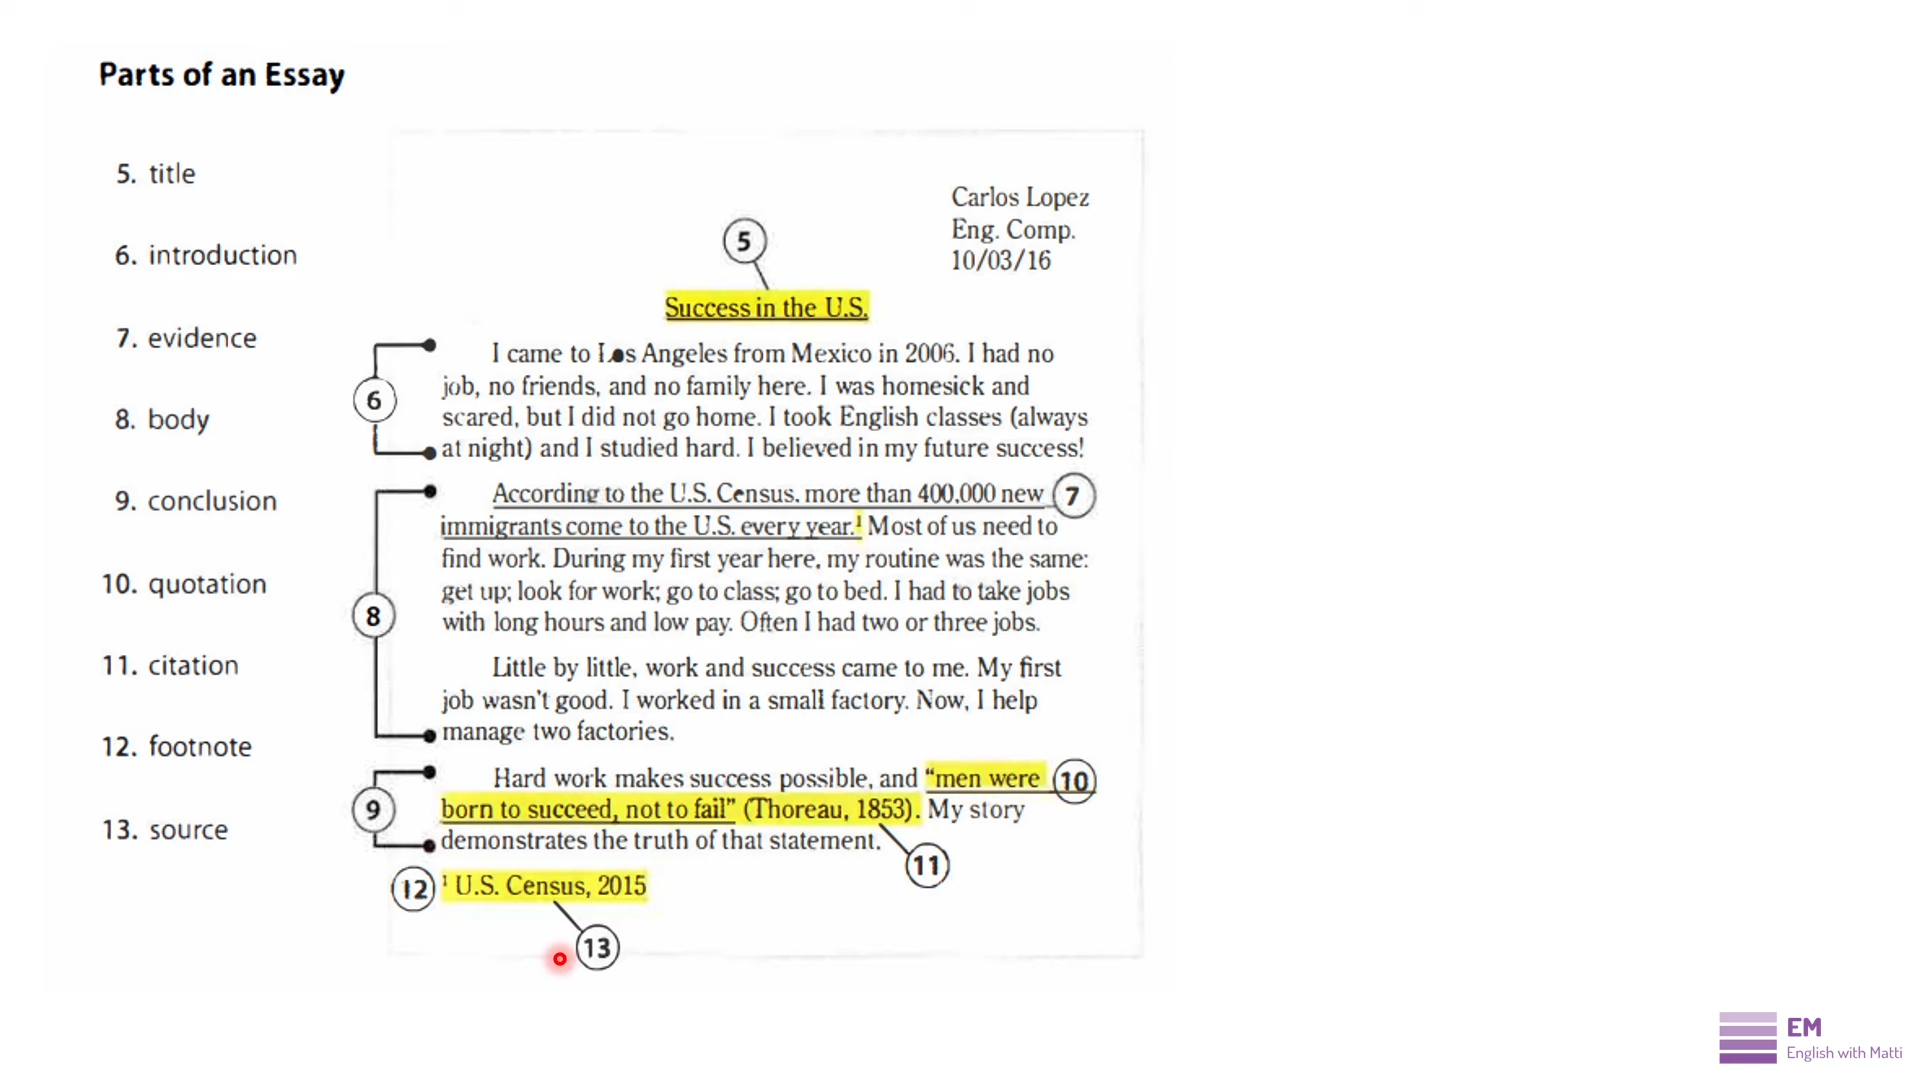 Parts of an Essay
5. title
6. introduction
7. evidence
8. body
9. conclusion
10. quotation
11. citation
12. footnote
13. source
Carlos Lopez
Eng. Comp.
10/03/16
5
Success in the U.S.
6
I came to Los Angeles from Mexico in 2006. I had no
job, no friends, and no family here. I was homesick and
scared, but I did not go home. I took English classes (always
at night) and I studied hard. I believed in my future success!
8
According to the U.S. Census, more than 400,000 new 7
immigrants come to the U.S. every year.¹ Most of us need to
find work. During my first year here, my routine was the same:
get up; look for work; go to class; go to bed. I had to take jobs
with long hours and low pay. Often I had two or three jobs.
Little by little, work and success came to me. My first
job wasn't good. I worked in a small factory. Now, I help
manage two factories.
9
Hard work makes success possible, and “men were 10
born to succeed, not to fail” (Thoreau, 1853). My story
demonstrates the truth of that statement.
11
12 ¹ U.S. Census, 2015
13
EM
English with Matti